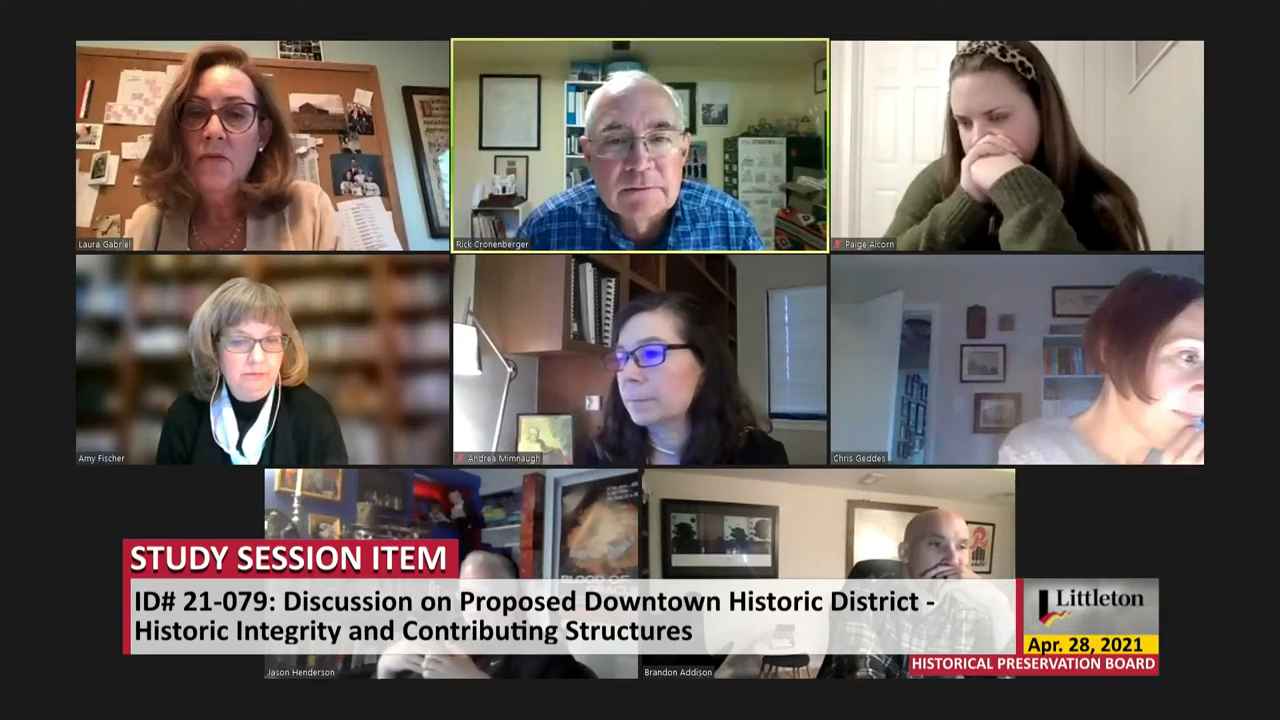 Laura Gabriel
Rick Cronenberger
Paige Alcorn
Amy Fischer
Andrea Mimnaugh
Chris Geddes
BLOOD OF
STUDY SESSION ITEM
ID# 21-079: Discussion on Proposed Downtown Historic District -
Historic Integrity and Contributing Structures
Littleton
Apr. 28, 2021
HISTORICAL PRESERVATION BOARD
Jason Henderson
Brandon Addison